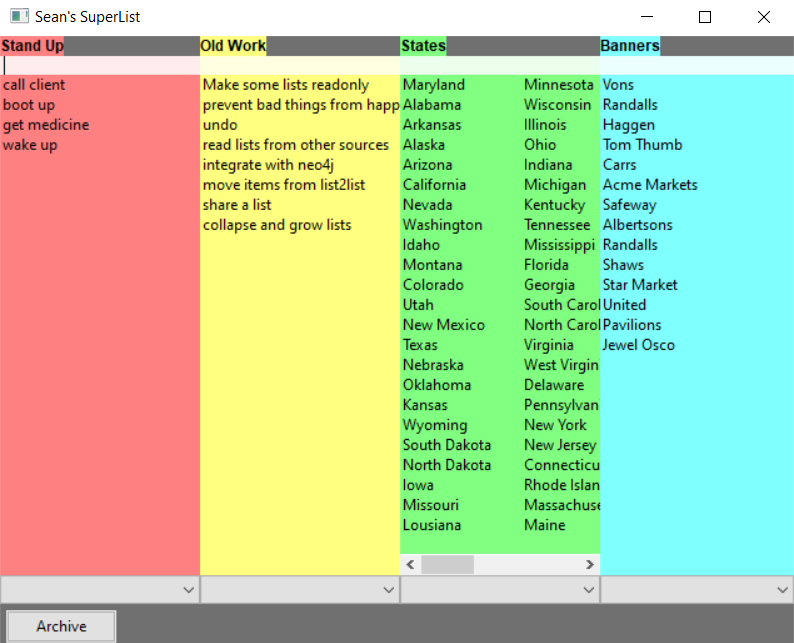 Sean's SuperList
Stand Up
call client
boot up
get medicine
wake up
Old Work
Make some lists readonly
prevent bad things from happ
undo
read lists from other sources
integrate with neo4j
move items from list2list
share a list
collapse and grow lists
States
Maryland
Alabama
Arkansas
Alaska
Arizona
California
Nevada
Washington
Idaho
Montana
Colorado
Utah
New Mexico
Texas
Nebraska
Oklahoma
Kansas
Wyoming
South Dakota
North Dakota
Iowa
Missouri
Lousiana
Minnesota
Wisconsin
Illinois
Ohio
Indiana
Michigan
Kentucky
Tennessee
Mississippi
Florida
Georgia
South Carol
North Carol
Virginia
West Virgin
Delaware
Pennsylvan
New York
New Jersey
Connecticu
Rhode Islan
Massachuse
Maine
Banners
Vons
Randalls
Haggen
Tom Thumb
Carrs
Acme Markets
Safeway
Albertsons
Randalls
Shaws
Star Market
United
Pavilions
Jewel Osco
Archive